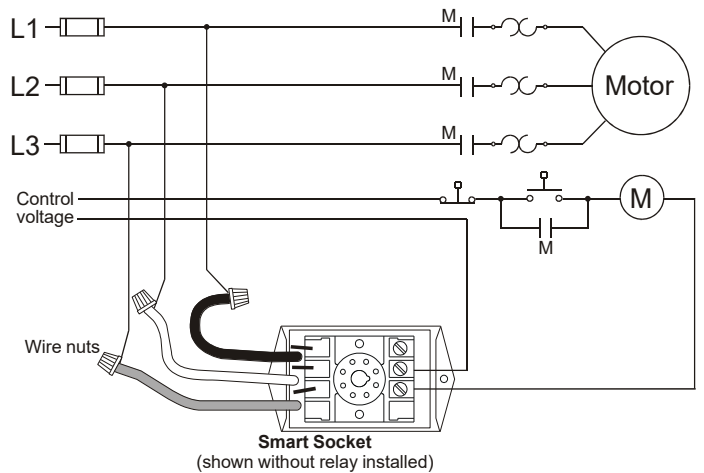 L1
M
L2
M
Motor
L3
M
Control
voltage
M
M
Wire nuts
Smart Socket
(shown without relay installed)